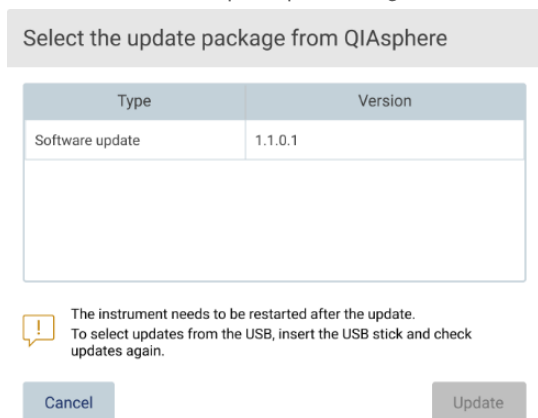 Select the update package from QIAsphere
Type Version
Software update 1.1.0.1
The instrument needs to be restarted after the update.
To select updates from the USB, insert the USB stick and check
updates again.
Cancel Update